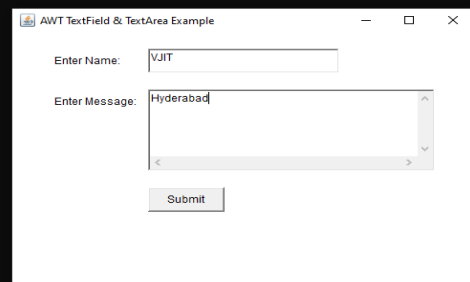 AWT TextField & TextArea Example
Enter Name: VJIT
Enter Message: Hyderabad
Submit